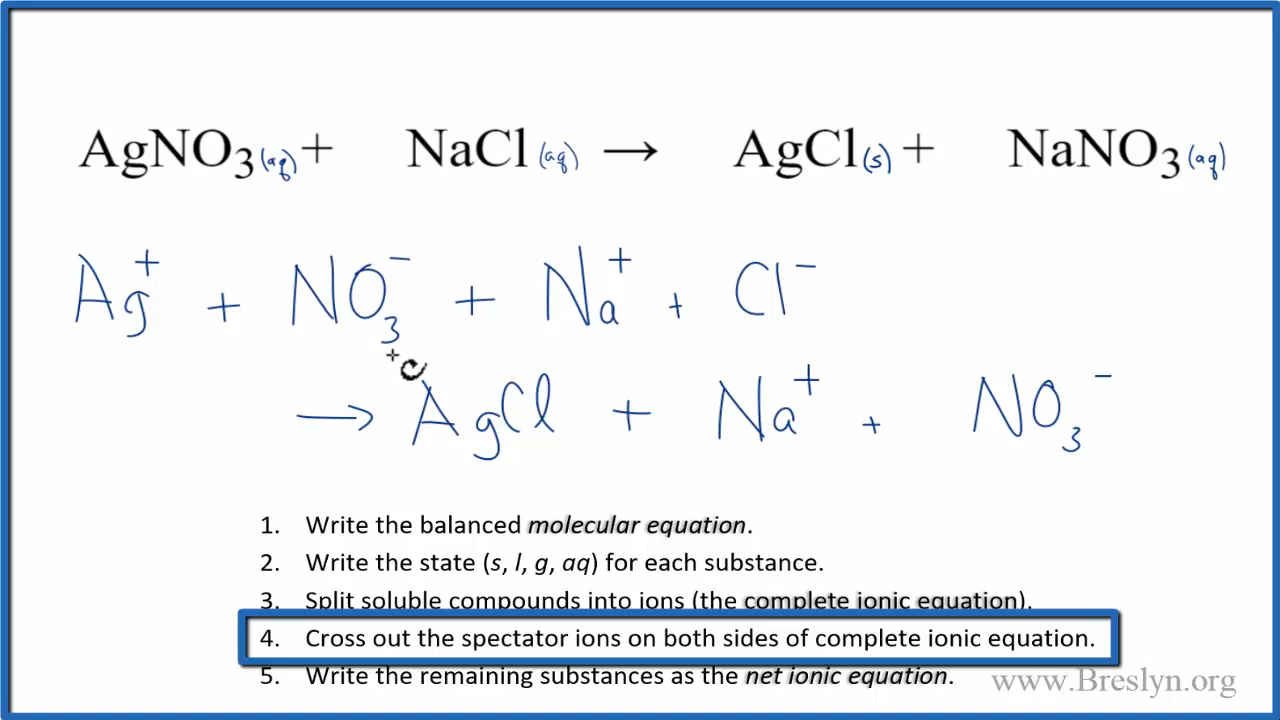 AgNO₃(aq) + NaCl(aq) → AgCl(s) + NaNO₃(aq)
Ag⁺ + NO₃⁻ + Na⁺ + Cl⁻
→ AgCl + Na⁺ + NO₃⁻
1. Write the balanced molecular equation.
2. Write the state (s, l, g, aq) for each substance.
3. Split soluble compounds into ions (the complete ionic equation).
4. Cross out the spectator ions on both sides of complete ionic equation.
5. Write the remaining substances as the net ionic equation.
www.Breslyn.org